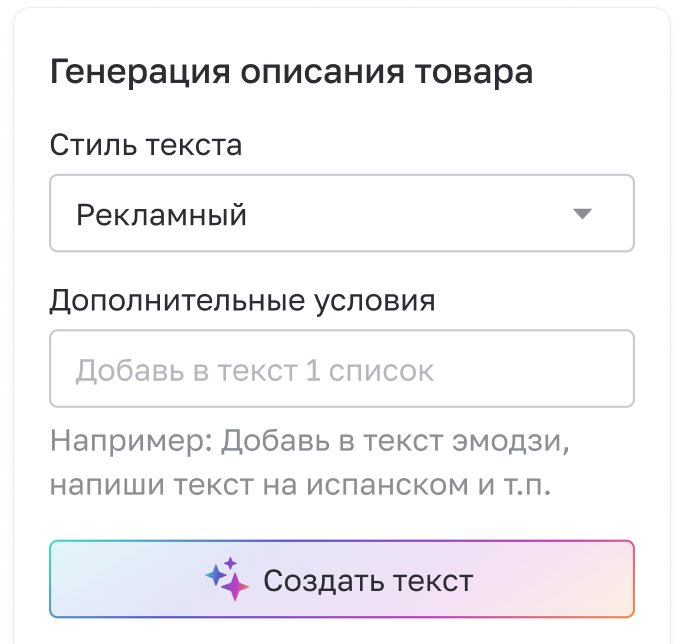 Генерация описания товара
Стиль текста
Рекламный
Дополнительные условия
Добавь в текст 1 список
Например: Добавь в текст эмодзи,
напиши текст на испанском и т.п.
Создать текст